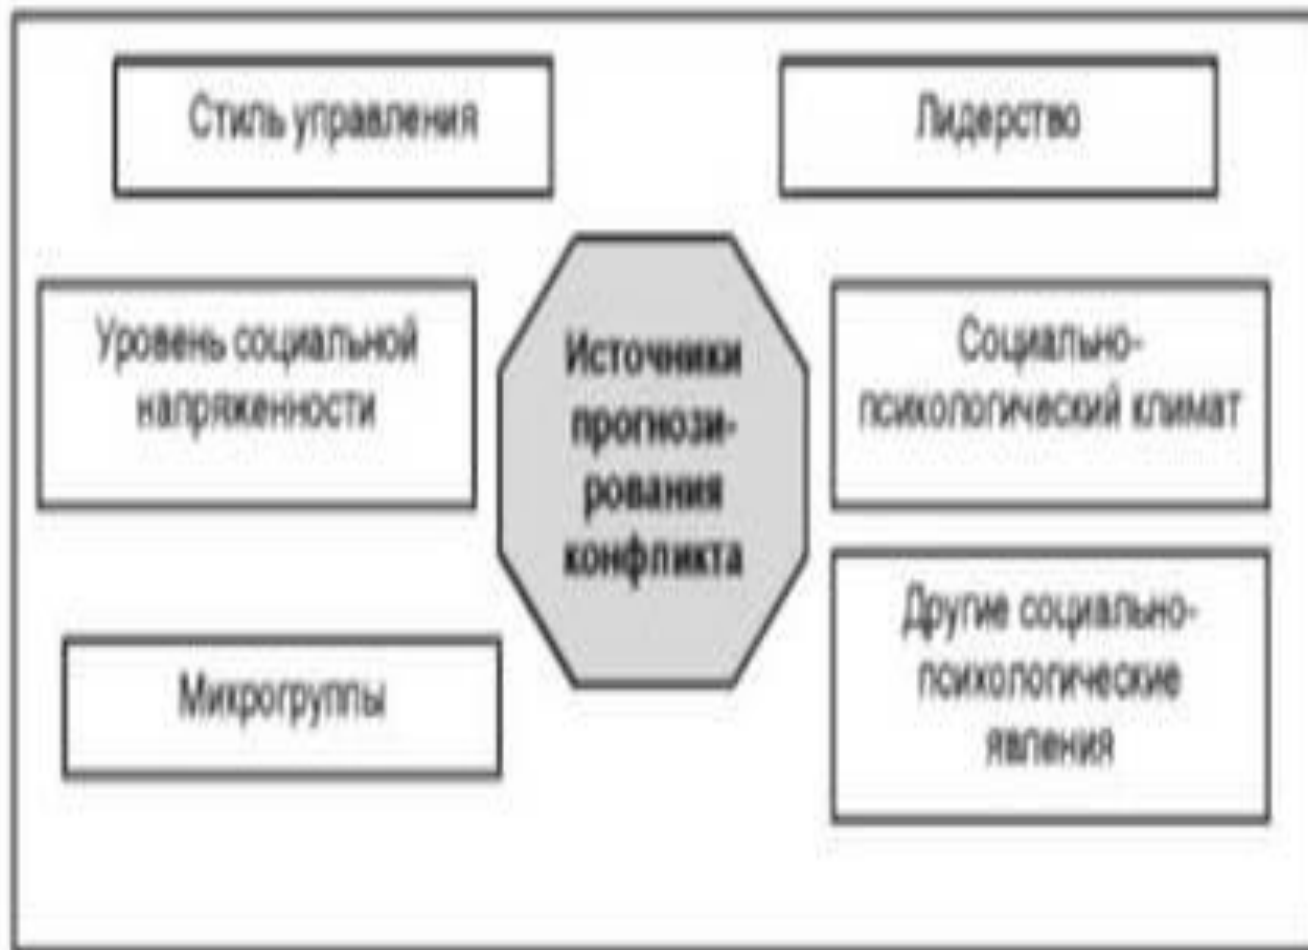 Стиль управления
Лидерство
Уровень социальной
напряженности
Источники
прогнози-
рования
конфликта
Социально-
психологический климат
Микрогруппы
Другие социально-
психологические
явления